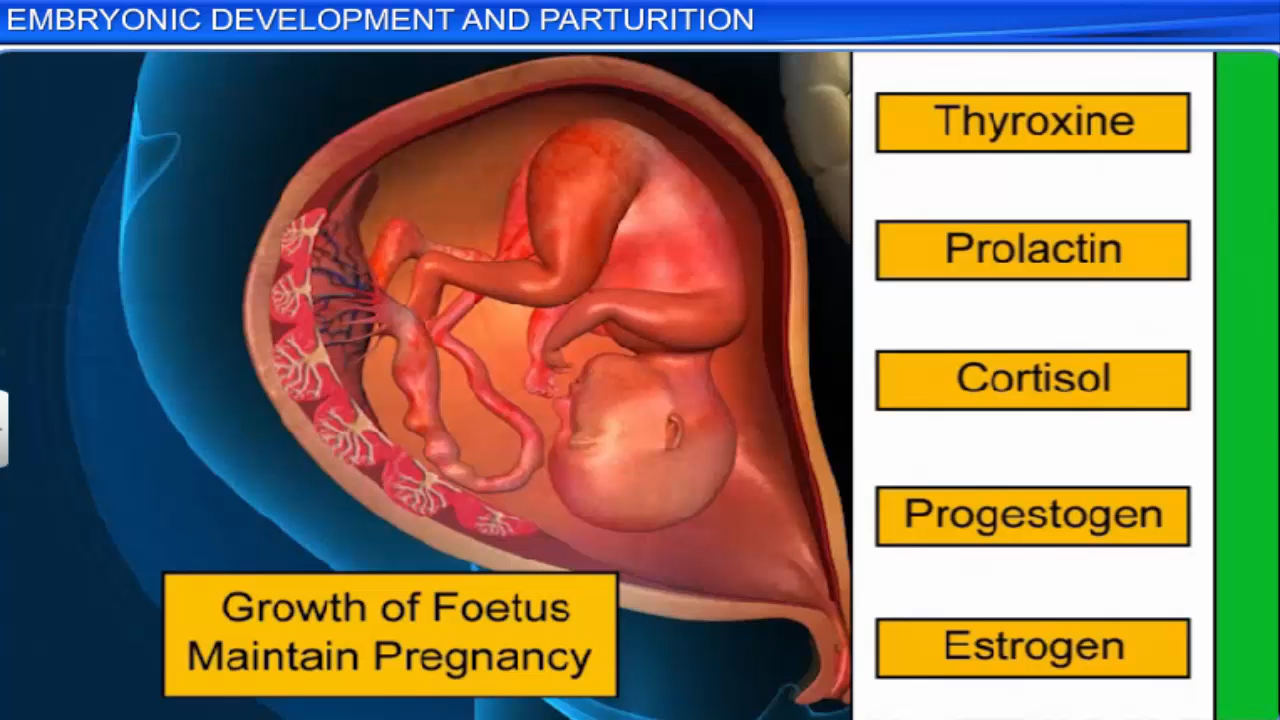 EMBRYONIC DEVELOPMENT AND PARTURITION
Thyroxine
Prolactin
Cortisol
Progestogen
Estrogen
Growth of Foetus
Maintain Pregnancy